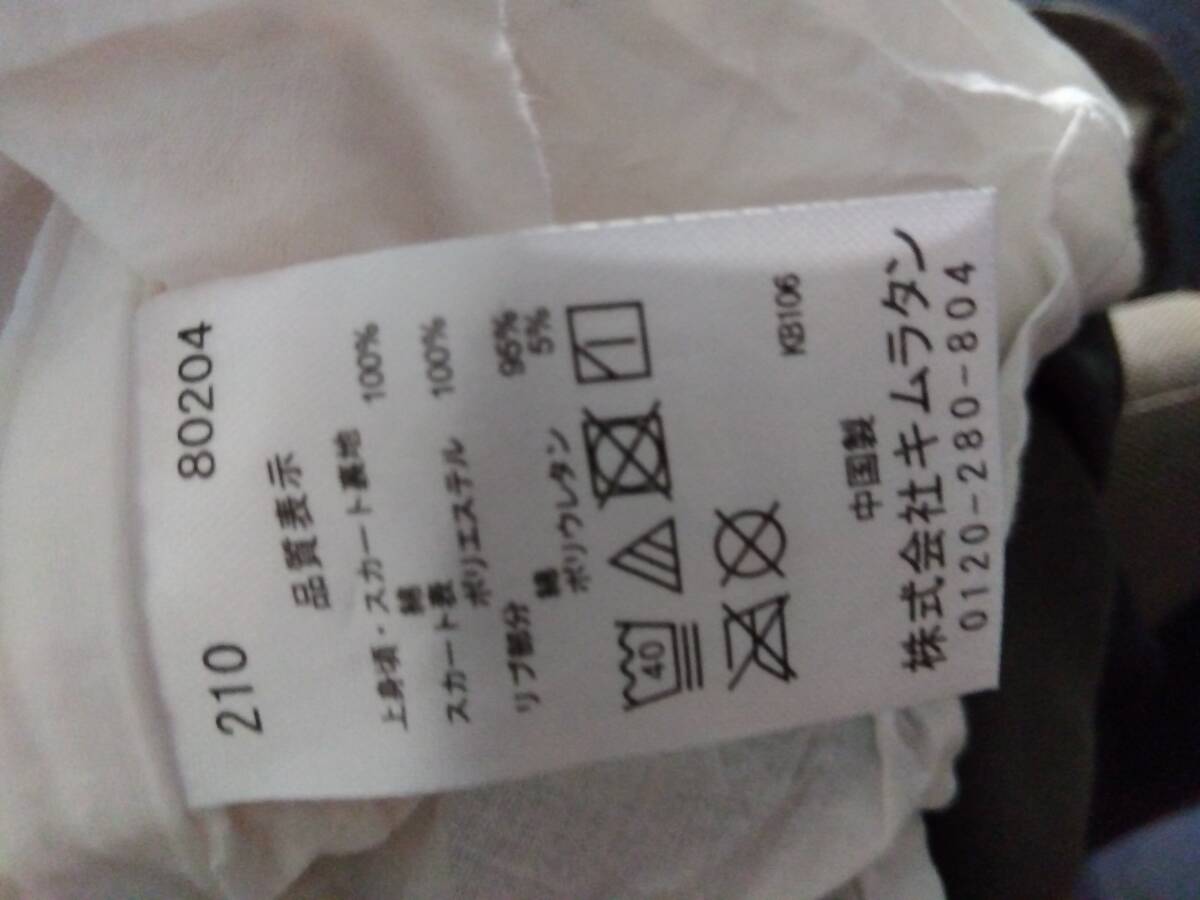 210 80204
品質表示
上身頃・スカート裏地
綿 100%
スカート表
ポリエステル 100%
リブ部分
綿 95%
ポリウレタン 5%
40
KB106
中国製
株式会社キムラタン
0120-280-804